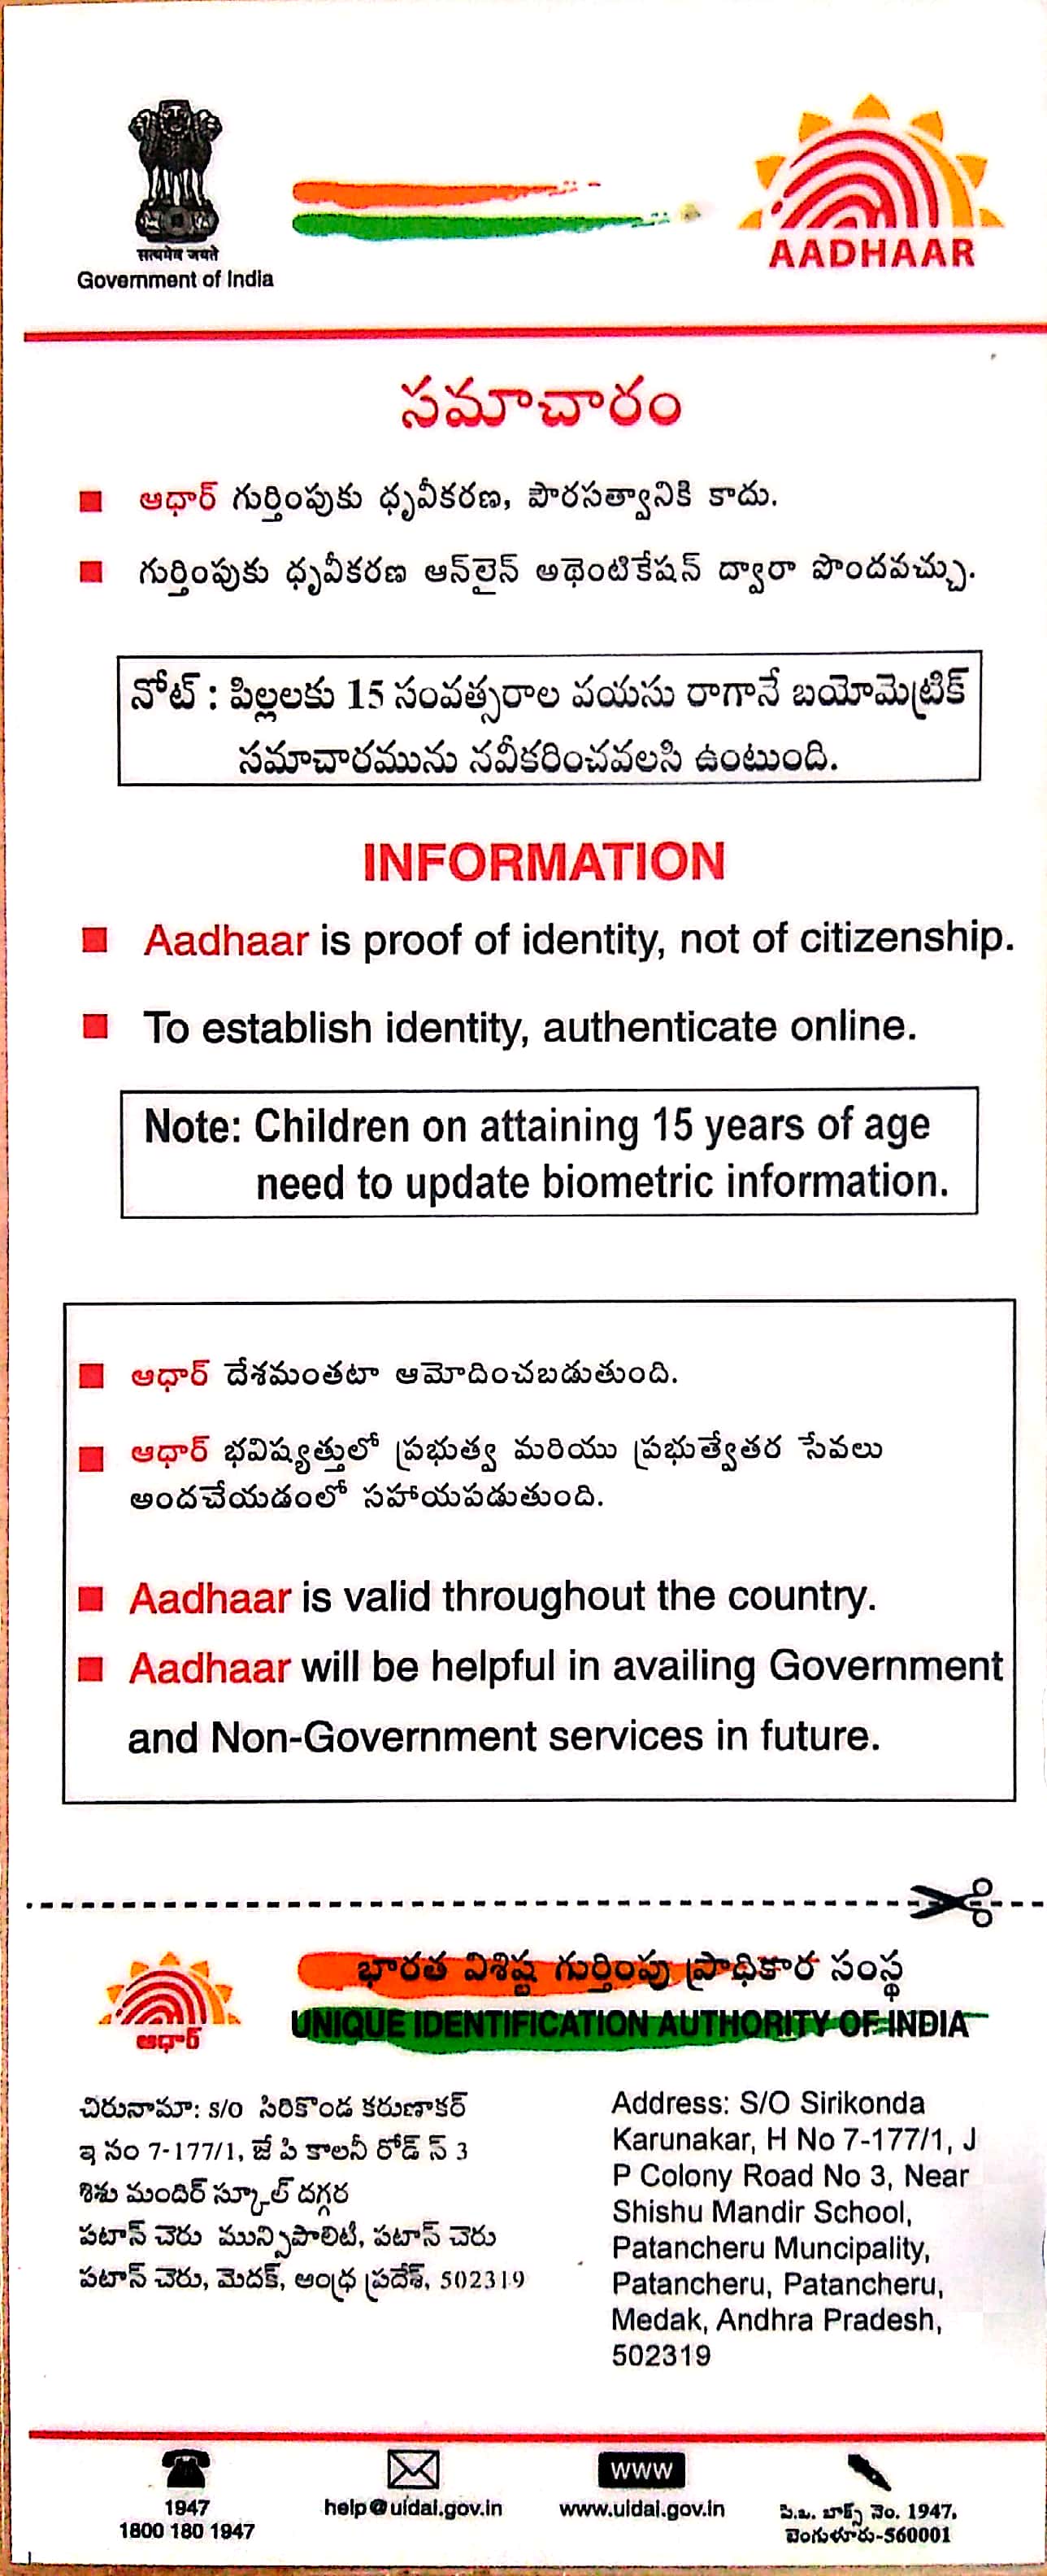 सत्यमेव जयते
Government of India
AADHAAR
సమాచారం
ఆధార్ గుర్తింపుకు ధృవీకరణ, పౌరసత్వానికి కాదు.
గుర్తింపుకు ధృవీకరణ ఆన్‌లైన్ అథెంటికేషన్ ద్వారా పొందవచ్చు.
నోట్ : పిల్లలకు 15 సంవత్సరాల వయసు రాగానే బయోమెట్రిక్
సమాచారమును నవీకరించవలసి ఉంటుంది.
INFORMATION
Aadhaar is proof of identity, not of citizenship.
To establish identity, authenticate online.
Note: Children on attaining 15 years of age
need to update biometric information.
ఆధార్ దేశమంతటా ఆమోదించబడుతుంది.
ఆధార్ భవిష్యత్తులో ప్రభుత్వ మరియు ప్రభుత్వేతర సేవలు
అందచేయడంలో సహాయపడుతుంది.
Aadhaar is valid throughout the country.
Aadhaar will be helpful in availing Government
and Non-Government services in future.
ఆధార్
భారత విశిష్ట గుర్తింపు ప్రాధికార సంస్థ
UNIQUE IDENTIFICATION AUTHORITY OF INDIA
చిరునామా: s/o సిరికొండ కరుణాకర్
ఇ నం 7-177/1, జే పి కాలనీ రోడ్ స్ 3
శిశు మందిర్ స్కూల్ దగ్గర
పటాన్ చెరు మున్సిపాలిటీ, పటాన్ చెరు
పటాన్ చెరు, మెదక్, ఆంధ్ర ప్రదేశ్, 502319
Address: S/O Sirikonda
Karunakar, H No 7-177/1, J
P Colony Road No 3, Near
Shishu Mandir School,
Patancheru Muncipality,
Patancheru, Patancheru,
Medak, Andhra Pradesh,
502319
1947
1800 180 1947
help@uidai.gov.in
www
www.uidai.gov.in
పి.ఒ. బాక్స్ నెం. 1947,
బెంగుళూరు-560001